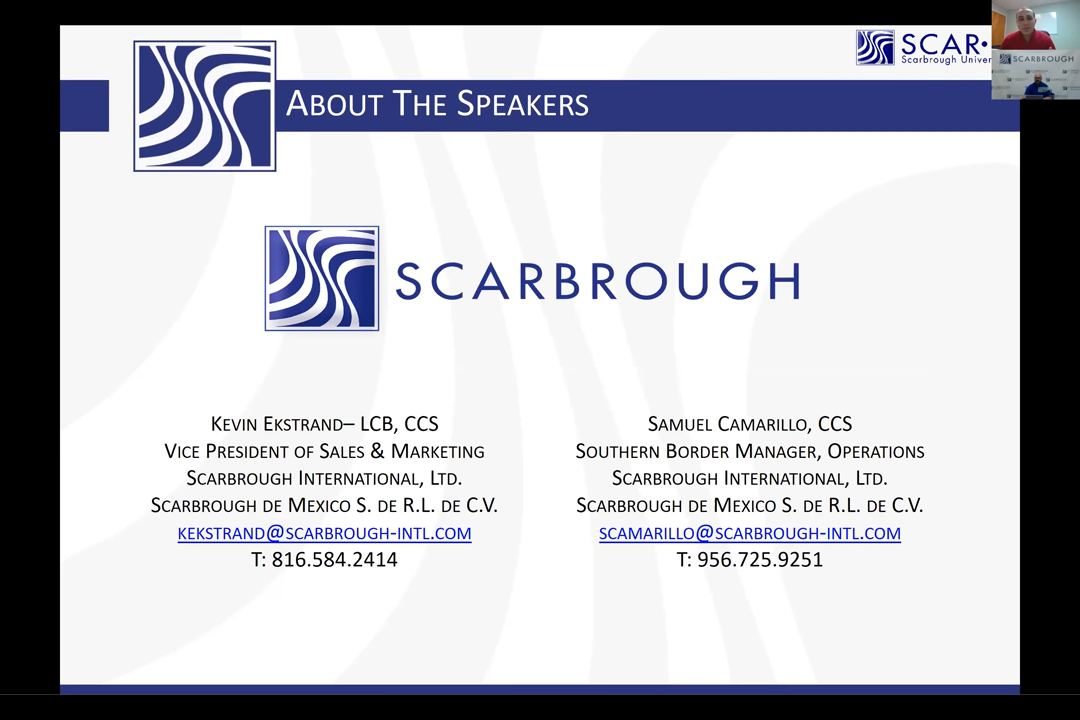 SCAR•
Scarbrough Univer
SCARBROUGH
ABOUT THE SPEAKERS
SCARBROUGH
KEVIN EKSTRAND– LCB, CCS
VICE PRESIDENT OF SALES & MARKETING
SCARBROUGH INTERNATIONAL, LTD.
SCARBROUGH DE MEXICO S. DE R.L. DE C.V.
KEKSTRAND@SCARBROUGH-INTL.COM
T: 816.584.2414
SAMUEL CAMARILLO, CCS
SOUTHERN BORDER MANAGER, OPERATIONS
SCARBROUGH INTERNATIONAL, LTD.
SCARBROUGH DE MEXICO S. DE R.L. DE C.V.
SCAMARILLO@SCARBROUGH-INTL.COM
T: 956.725.9251